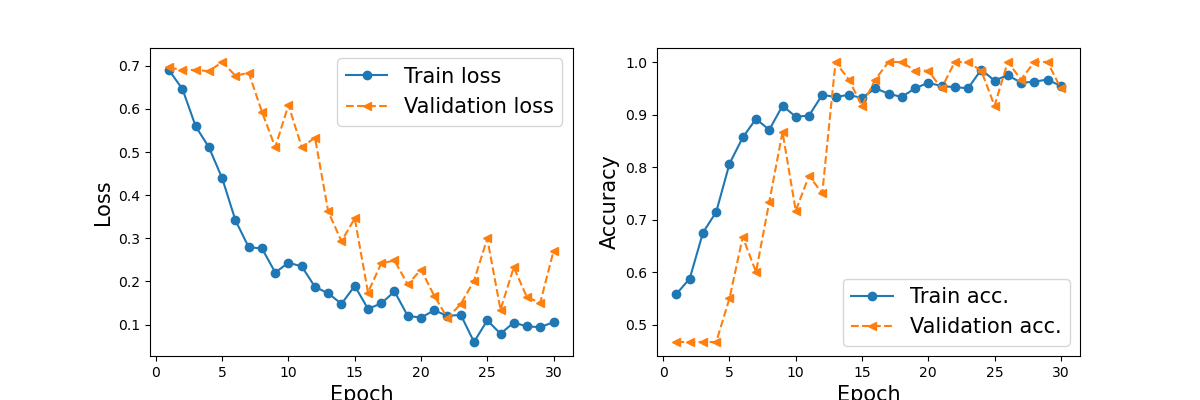 Loss
0.7
0.6
0.5
0.4
0.3
0.2
0.1
0 5 10 15 20 25 30
Epoch
Train loss
Validation loss
Accuracy
1.0
0.9
0.8
0.7
0.6
0.5
0 5 10 15 20 25 30
Epoch
Train acc.
Validation acc.